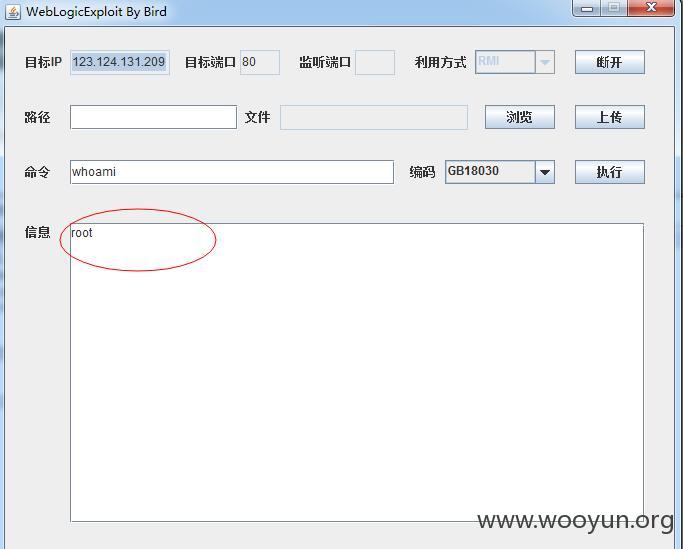 WebLogicExploit By Bird
目标IP 123.124.131.209 目标端口 80 监听端口 利用方式 RMI 断开
路径 文件 浏览 上传
命令 whoami 编码 GB18030 执行
信息 root
www.wooyun.org